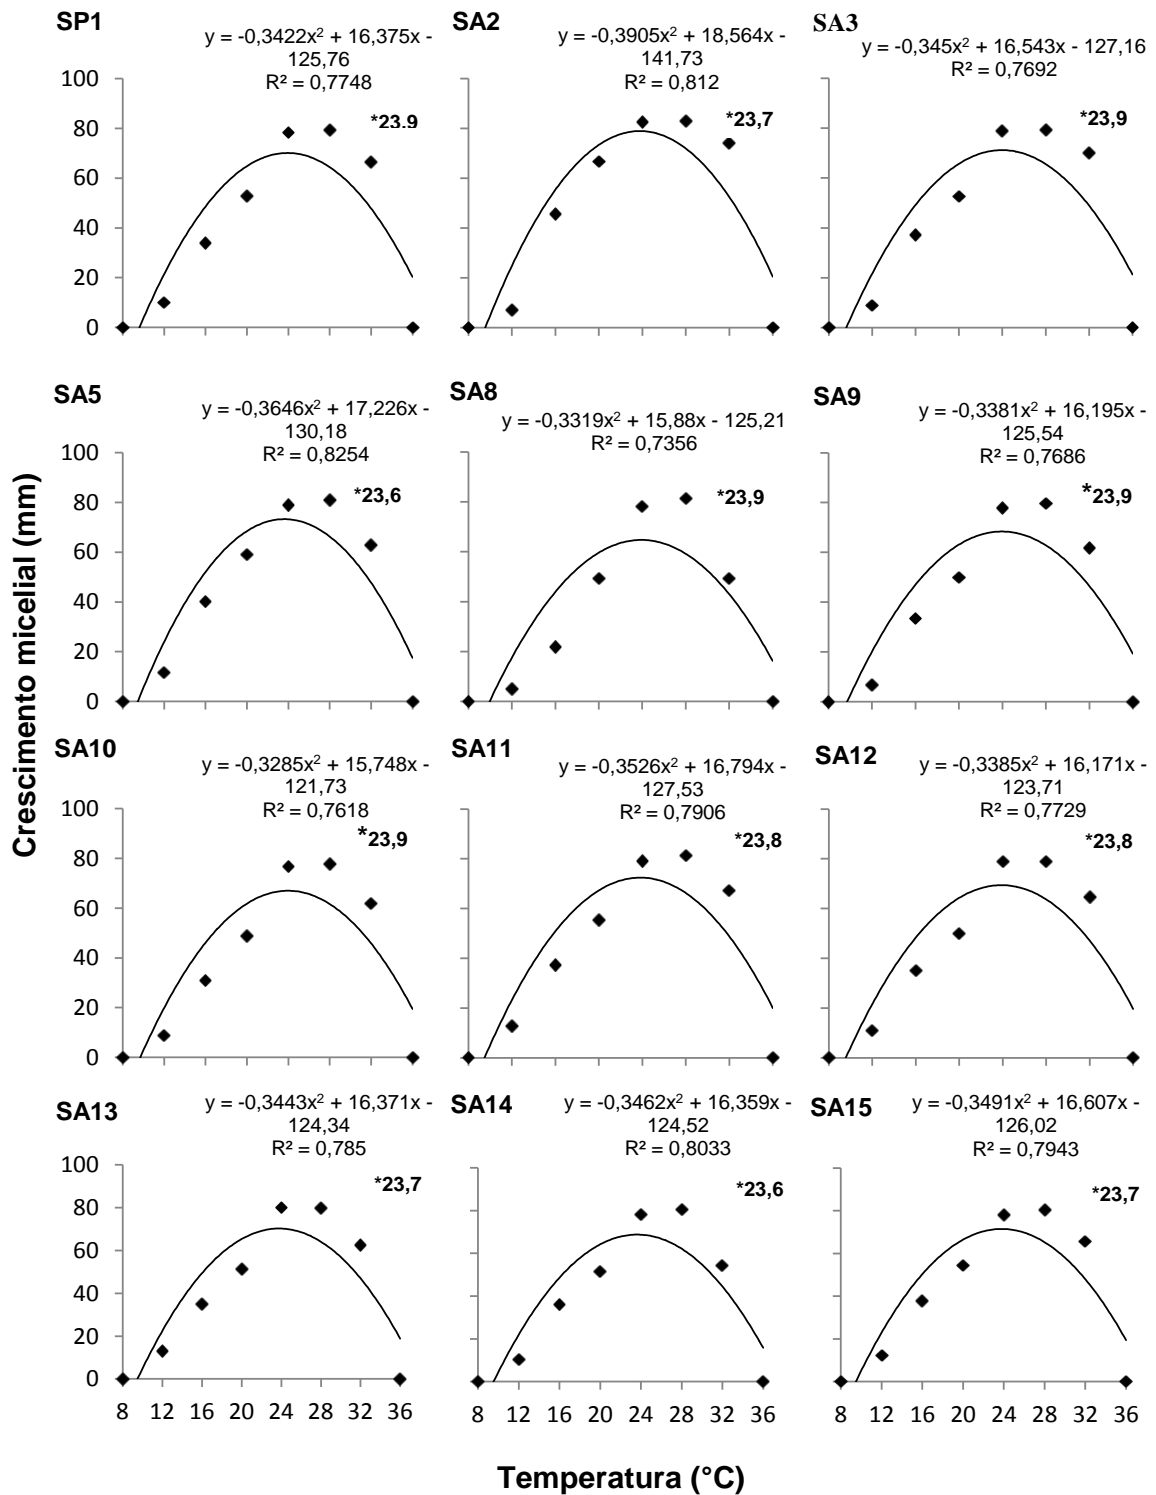 SP1
y = -0,3422x² + 16,375x -
125,76
R² = 0,7748
*23,9
SA2
y = -0,3905x² + 18,564x -
141,73
R² = 0,812
*23,7
SA3
y = -0,345x² + 16,543x - 127,16
R² = 0,7692
*23,9
100
80
60
40
20
0
SA5
y = -0,3646x² + 17,226x -
130,18
R² = 0,8254
*23,6
SA8
y = -0,3319x² + 15,88x - 125,21
R² = 0,7356
*23,9
SA9
y = -0,3381x² + 16,195x -
125,54
R² = 0,7686
*23,9
100
80
60
40
20
0
Crescimento micelial (mm)
SA10
y = -0,3285x² + 15,748x -
121,73
R² = 0,7618
*23,9
SA11
y = -0,3526x² + 16,794x -
127,53
R² = 0,7906
*23,8
SA12
y = -0,3385x² + 16,171x -
123,71
R² = 0,7729
*23,8
100
80
60
40
20
0
SA13
y = -0,3443x² + 16,371x -
124,34
R² = 0,785
*23,7
SA14
y = -0,3462x² + 16,359x -
124,52
R² = 0,8033
*23,6
SA15
y = -0,3491x² + 16,607x -
126,02
R² = 0,7943
*23,7
100
80
60
40
20
0
8 12 16 20 24 28 32 36
8 12 16 20 24 28 32 36
8 12 16 20 24 28 32 36
Temperatura (°C)